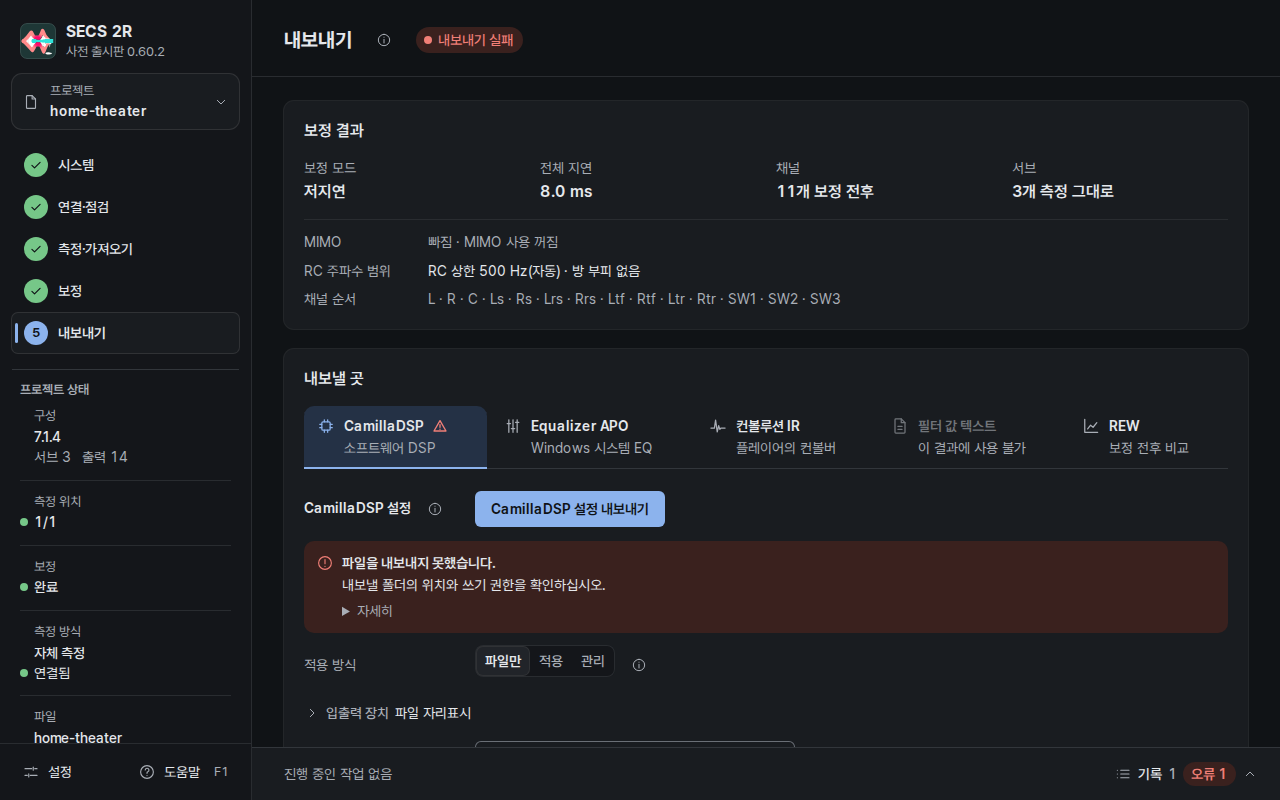 SECS 2R
사전 출시판 0.60.2
프로젝트
home-theater
시스템
연결·점검
측정·가져오기
보정
5 내보내기
프로젝트 상태
구성
7.1.4
서브 3 출력 14
측정 위치
1/1
보정
완료
측정 방식
자체 측정
연결됨
파일
home-theater
설정
도움말 F1
내보내기
내보내기 실패
보정 결과
보정 모드
저지연
전체 지연
8.0 ms
채널
11개 보정 전후
서브
3개 측정 그대로
MIMO 빠짐 · MIMO 사용 꺼짐
RC 주파수 범위 RC 상한 500 Hz(자동) · 방 부피 없음
채널 순서 L · R · C · Ls · Rs · Lrs · Rrs · Ltf · Rtf · Ltr · Rtr · SW1 · SW2 · SW3
내보낼 곳
CamillaDSP
소프트웨어 DSP
Equalizer APO
Windows 시스템 EQ
컨볼루션 IR
플레이어의 컨볼버
필터 값 텍스트
이 결과에 사용 불가
REW
보정 전후 비교
CamillaDSP 설정
CamillaDSP 설정 내보내기
파일을 내보내지 못했습니다.
내보낼 폴더의 위치와 쓰기 권한을 확인하십시오.
자세히
적용 방식 파일만 적용 관리
입출력 장치 파일 자리표시
진행 중인 작업 없음
기록 1 오류 1